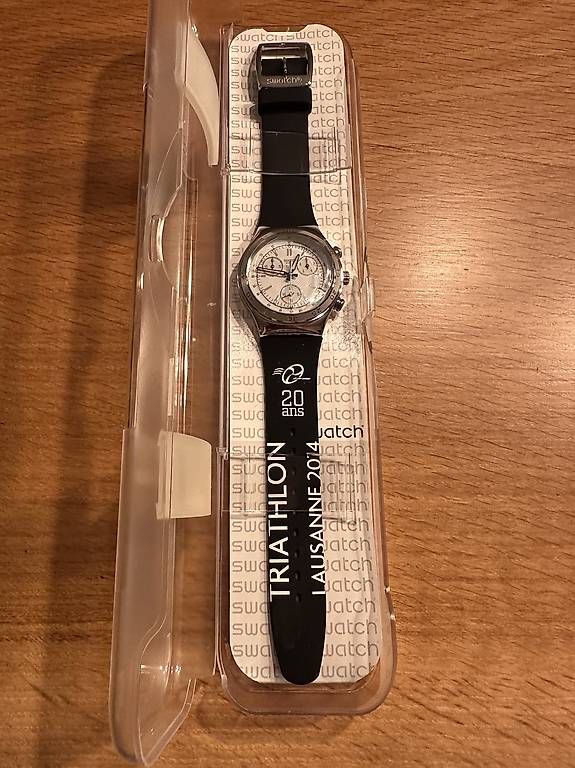 swatch
20
ans
TRIATHLON
LAUSANNE 2014
swatch